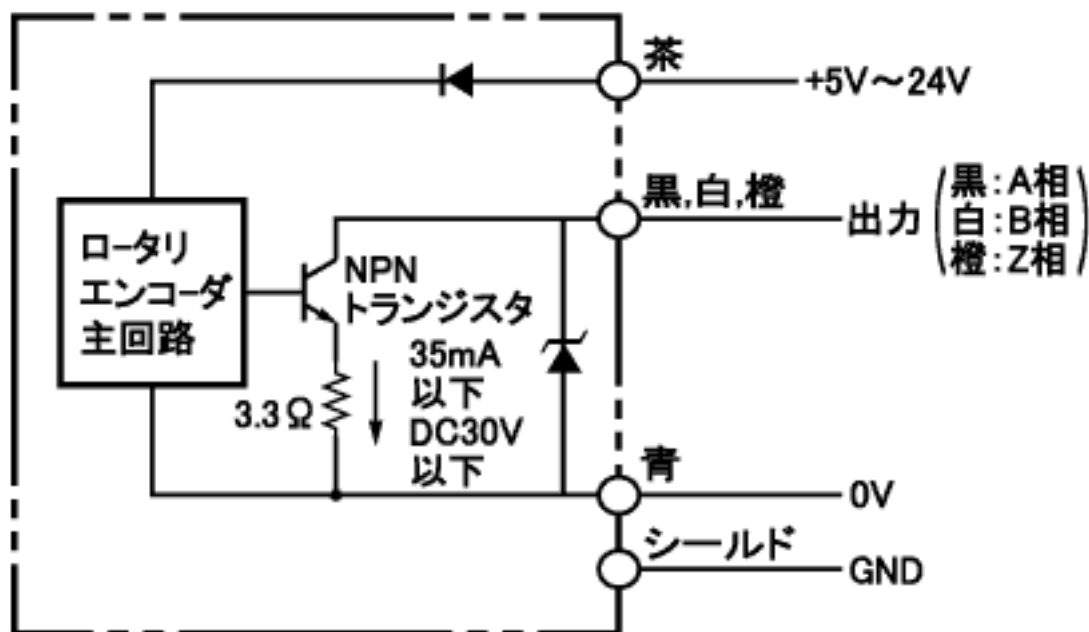 茶
+5V～24V
黒,白,橙
出力
黒:A相
白:B相
橙:Z相
ロータリ
エンコーダ
主回路
NPN
トランジスタ
35mA
以下
DC30V
以下
3.3Ω
青
0V
シールド
GND